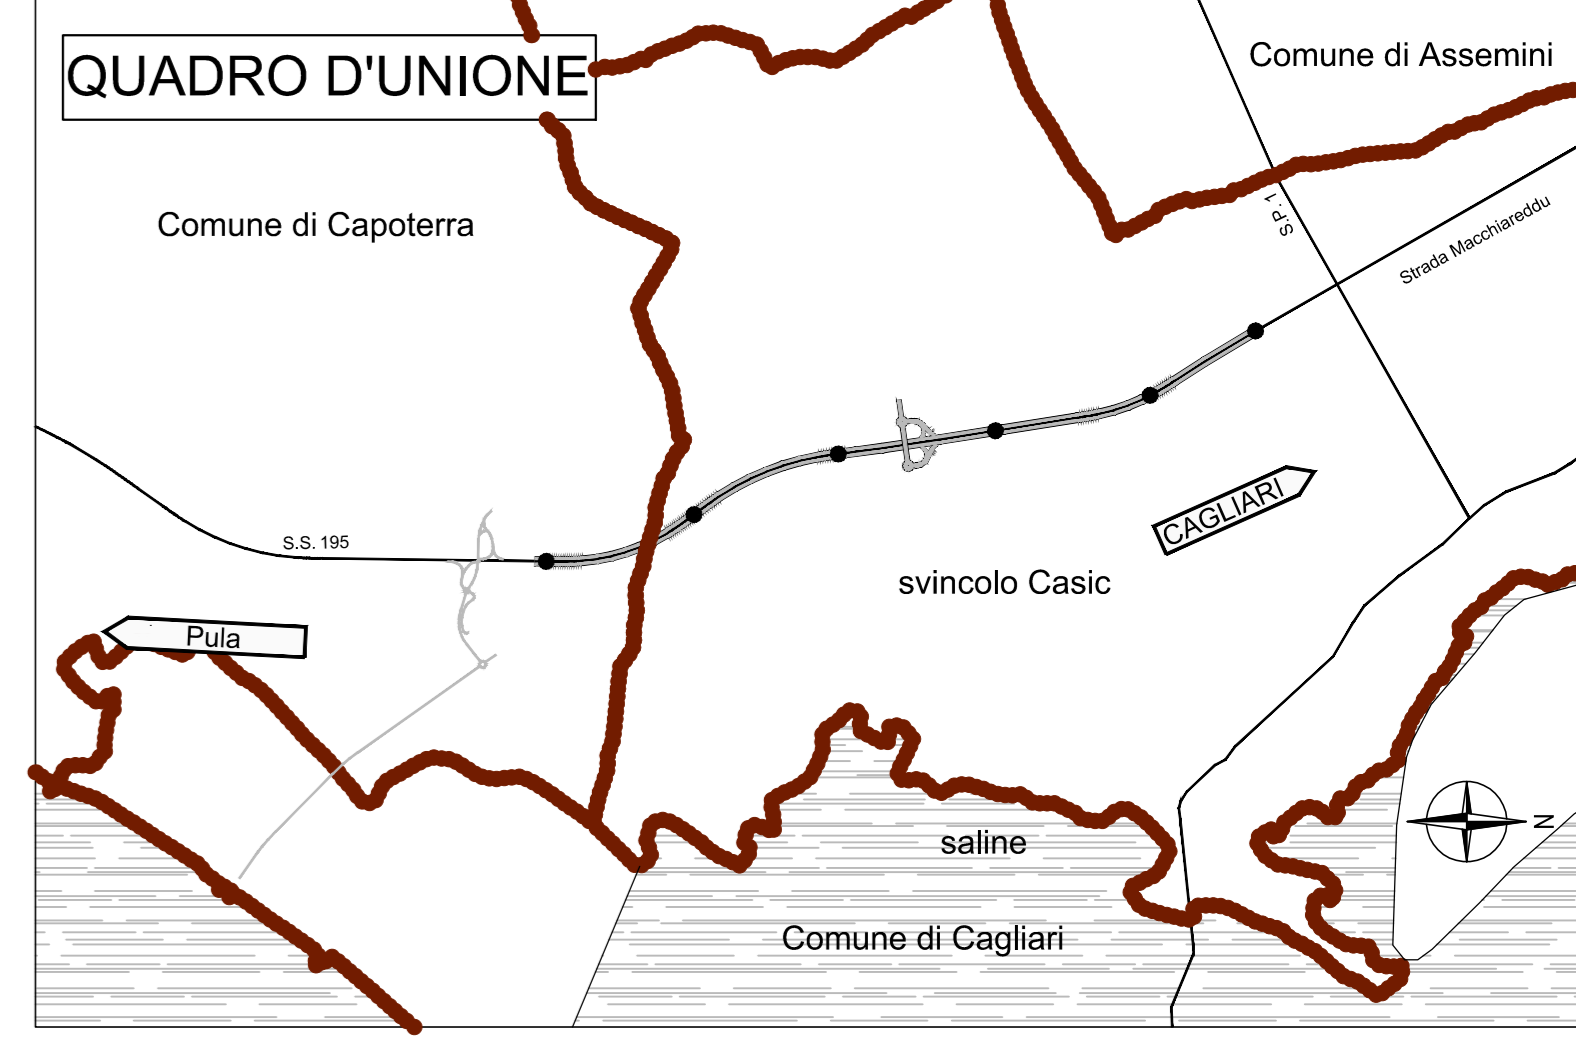 Comune di Assemini
QUADRO D'UNIONE
Comune di Capoterra
S.P. 1
Strada Macchiareddu
CAGLIARI
S.S. 195
svincolo Casic
Pula
N
saline
Comune di Cagliari